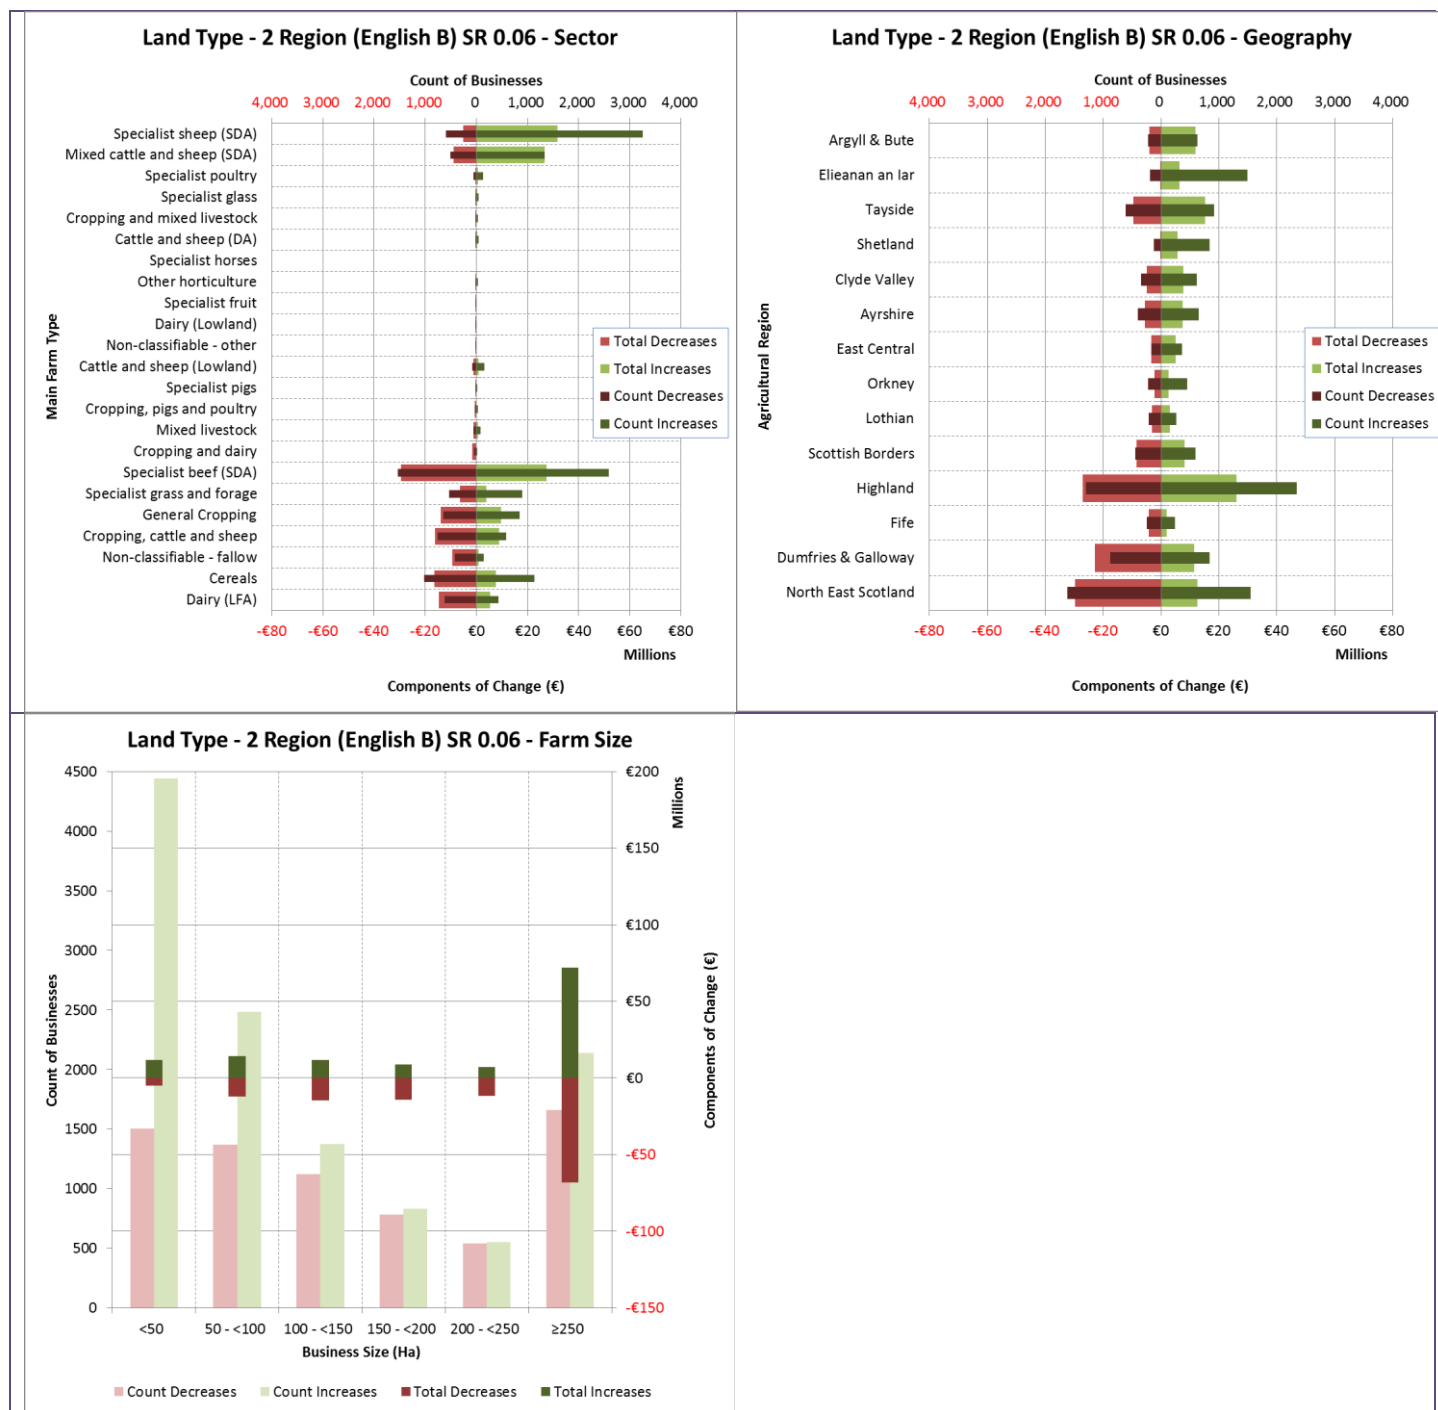 Land Type - 2 Region (English B) SR 0.06 - Sector
Count of Businesses
4,000 3,000 2,000 1,000 0 1,000 2,000 3,000 4,000
Main Farm Type
Specialist sheep (SDA)
Mixed cattle and sheep (SDA)
Specialist poultry
Specialist glass
Cropping and mixed livestock
Cattle and sheep (DA)
Specialist horses
Other horticulture
Specialist fruit
Dairy (Lowland)
Non-classifiable - other
Cattle and sheep (Lowland)
Specialist pigs
Cropping, pigs and poultry
Mixed livestock
Cropping and dairy
Specialist beef (SDA)
Specialist grass and forage
General Cropping
Cropping, cattle and sheep
Non-classifiable - fallow
Cereals
Dairy (LFA)
Total Decreases
Total Increases
Count Decreases
Count Increases
-€80 -€60 -€40 -€20 €0 €20 €40 €60 €80
Millions
Components of Change (€)
Land Type - 2 Region (English B) SR 0.06 - Geography
Count of Businesses
4,000 3,000 2,000 1,000 0 1,000 2,000 3,000 4,000
Agricultural Region
Argyll & Bute
Elieanan an Iar
Tayside
Shetland
Clyde Valley
Ayrshire
East Central
Orkney
Lothian
Scottish Borders
Highland
Fife
Dumfries & Galloway
North East Scotland
Total Decreases
Total Increases
Count Decreases
Count Increases
-€80 -€60 -€40 -€20 €0 €20 €40 €60 €80
Millions
Components of Change (€)
Land Type - 2 Region (English B) SR 0.06 - Farm Size
Count of Businesses
4500
4000
3500
3000
2500
2000
1500
1000
500
0
€200
€150
€100
€50
€0
-€50
-€100
-€150
Millions
Components of Change (€)
<50 50 - <100 100 - <150 150 - <200 200 - <250 ≥250
Business Size (Ha)
Count Decreases Count Increases Total Decreases Total Increases